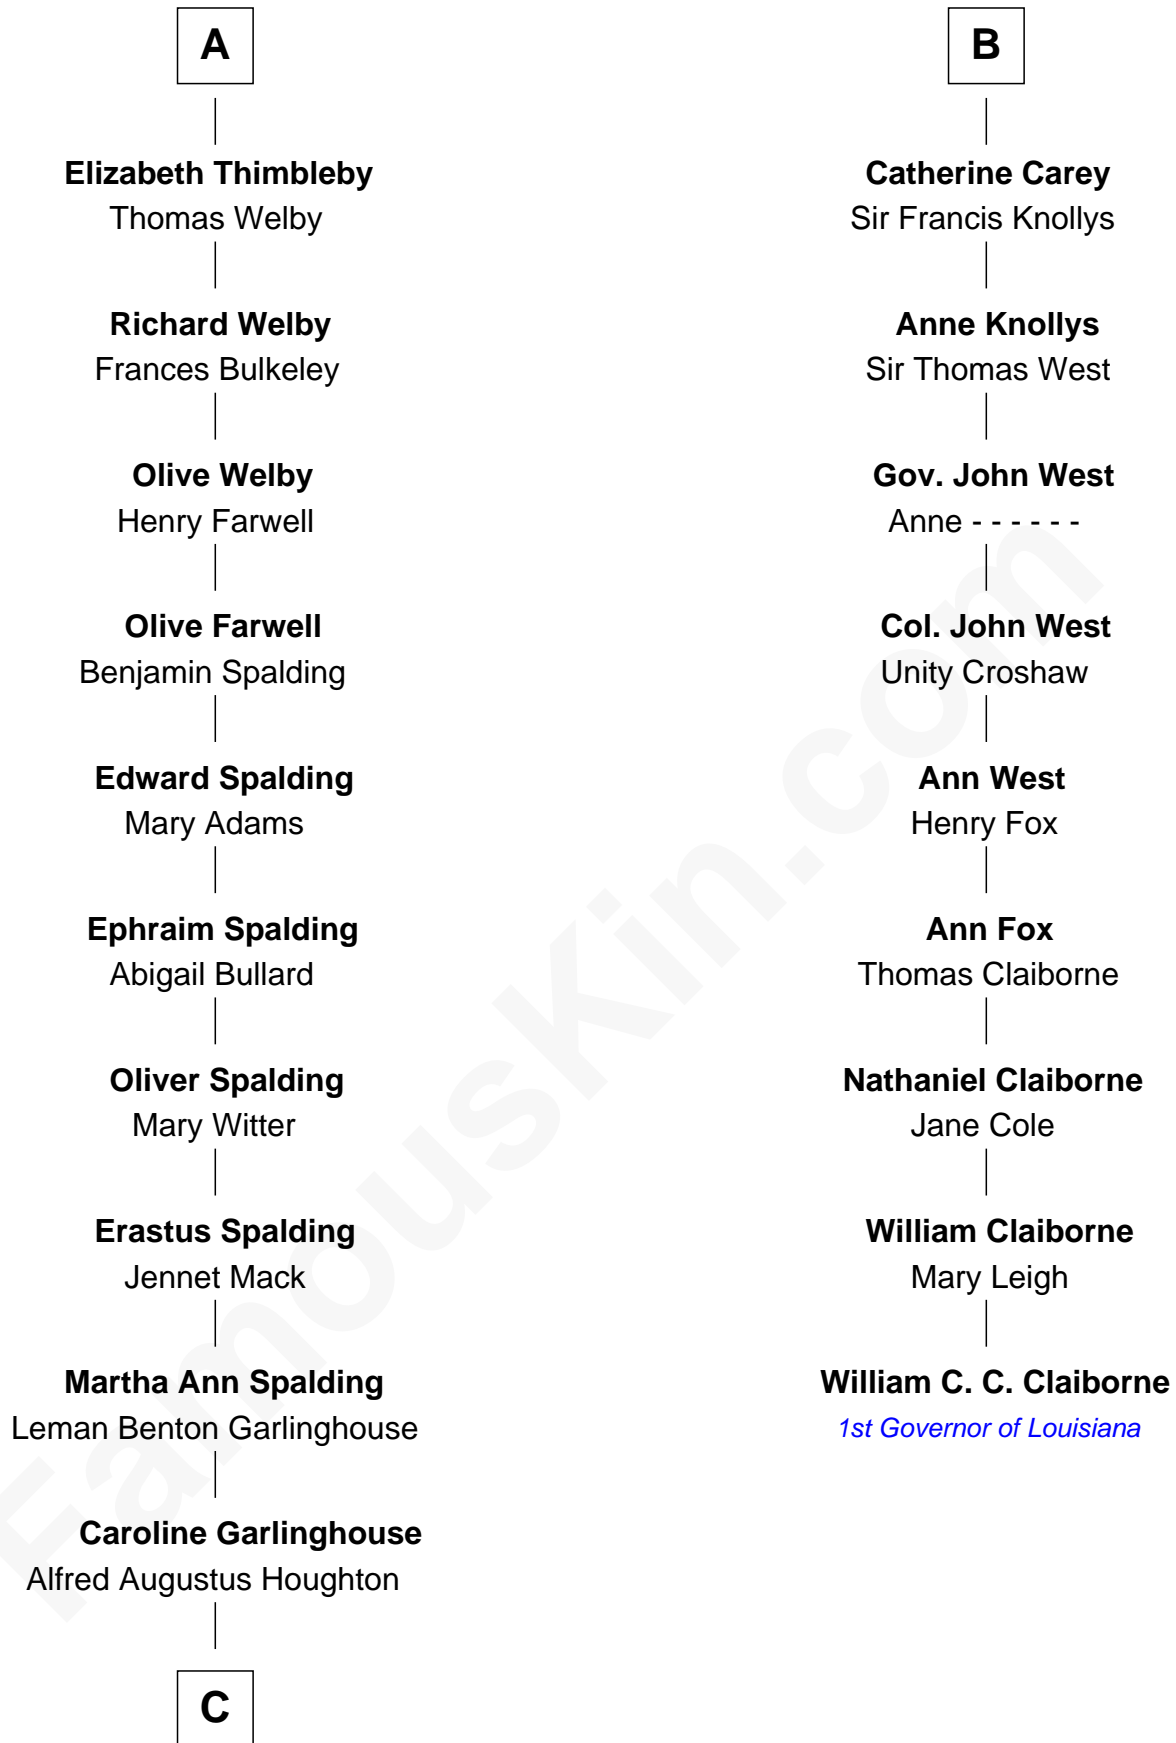 A
Elizabeth Thimbleby
Thomas Welby
Richard Welby
Frances Bulkeley
Olive Welby
Henry Farwell
Olive Farwell
Benjamin Spalding
Edward Spalding
Mary Adams
Ephraim Spalding
Abigail Bullard
Oliver Spalding
Mary Witter
Erastus Spalding
Jennet Mack
Martha Ann Spalding
Leman Benton Garlinghouse
Caroline Garlinghouse
Alfred Augustus Houghton
C
B
Catherine Carey
Sir Francis Knollys
Anne Knollys
Sir Thomas West
Gov. John West
Anne - - - - - -
Col. John West
Unity Croshaw
Ann West
Henry Fox
Ann Fox
Thomas Claiborne
Nathaniel Claiborne
Jane Cole
William Claiborne
Mary Leigh
William C. C. Claiborne
1st Governor of Louisiana
FamousKin.com